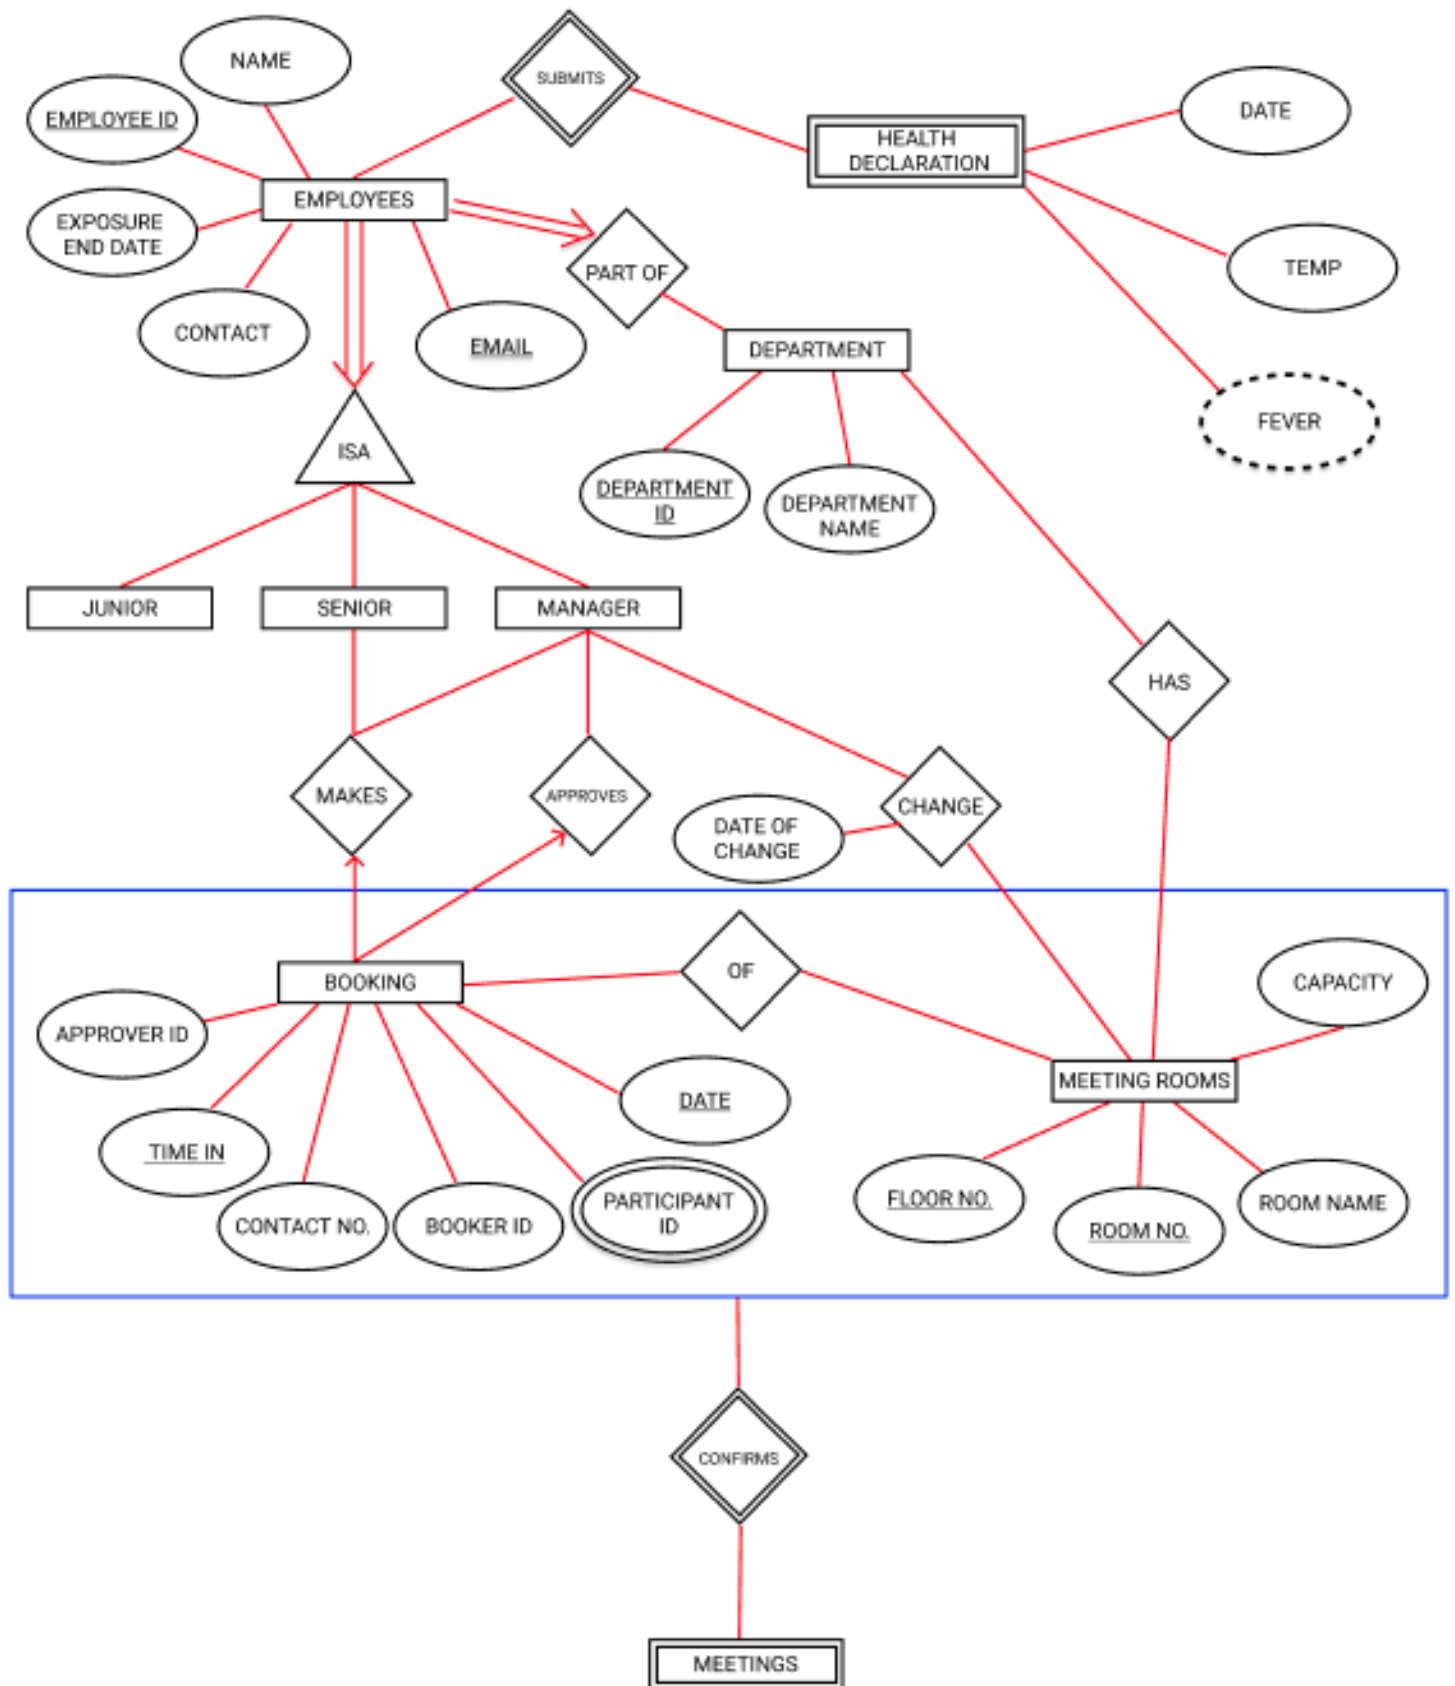 NAME
SUBMITS
EMPLOYEE ID
DATE
HEALTH
DECLARATION
EMPLOYEES
EXPOSURE
END DATE
PART OF
TEMP
CONTACT
EMAIL
DEPARTMENT
FEVER
ISA
DEPARTMENT
ID
DEPARTMENT
NAME
JUNIOR
SENIOR
MANAGER
HAS
MAKES
APPROVES
CHANGE
DATE OF
CHANGE
OF
BOOKING
CAPACITY
APPROVER ID
MEETING ROOMS
DATE
TIME IN
FLOOR NO.
PARTICIPANT
ID
ROOM NAME
CONTACT NO.
BOOKER ID
ROOM NO.
CONFIRMS
MEETINGS